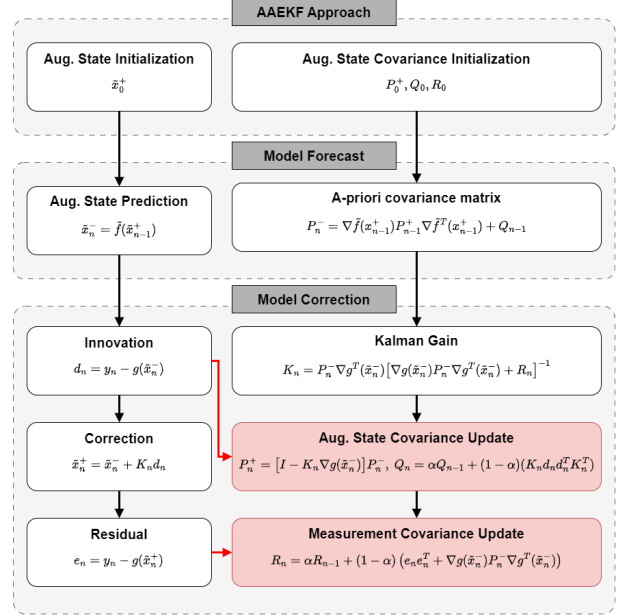 AAEKF Approach
Aug. State Initialization
x̃₀⁺
Aug. State Covariance Initialization
P₀⁺, Q₀, R₀
Model Forecast
Aug. State Prediction
x̃ₙ⁻ = f̃(x̃ₙ₋₁⁺)
A-priori covariance matrix
Pₙ⁻ = ∇f̃(xₙ₋₁⁺)Pₙ₋₁⁺∇f̃ᵀ(xₙ₋₁⁺) + Qₙ₋₁
Model Correction
Innovation
dₙ = yₙ − g(x̃ₙ⁻)
Kalman Gain
Kₙ = Pₙ⁻∇gᵀ(x̃ₙ⁻)[∇g(x̃ₙ⁻)Pₙ⁻∇gᵀ(x̃ₙ⁻) + Rₙ]⁻¹
Correction
x̃ₙ⁺ = x̃ₙ⁻ + Kₙdₙ
Aug. State Covariance Update
Pₙ⁺ = [I − Kₙ∇g(x̃ₙ⁻)]Pₙ⁻, Qₙ = αQₙ₋₁ + (1 − α)(KₙdₙdₙᵀKₙᵀ)
Residual
eₙ = yₙ − g(x̃ₙ⁺)
Measurement Covariance Update
Rₙ = αRₙ₋₁ + (1 − α)(eₙeₙᵀ + ∇g(x̃ₙ⁻)Pₙ⁻∇gᵀ(x̃ₙ⁻))